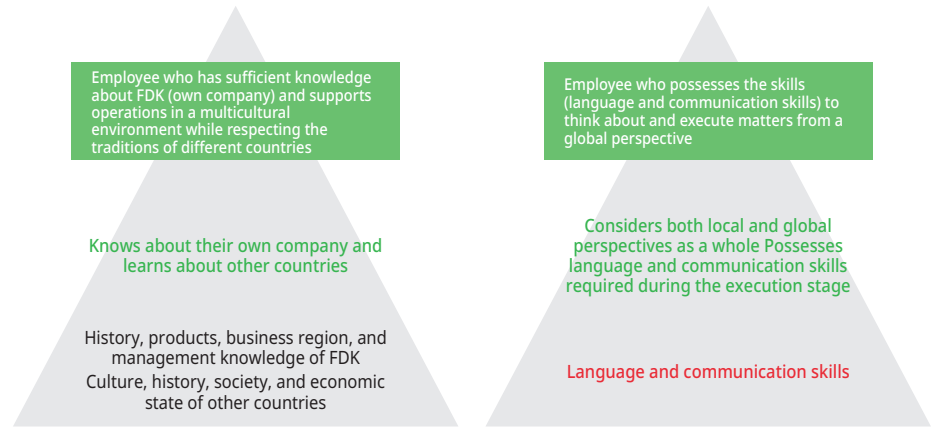 Employee who has sufficient knowledge
about FDK (own company) and supports
operations in a multicultural
environment while respecting the
traditions of different countries
Knows about their own company and
learns about other countries
History, products, business region, and
management knowledge of FDK
Culture, history, society, and economic
state of other countries
Employee who possesses the skills
(language and communication skills) to
think about and execute matters from a
global perspective
Considers both local and global
perspectives as a whole Possesses
language and communication skills
required during the execution stage
Language and communication skills